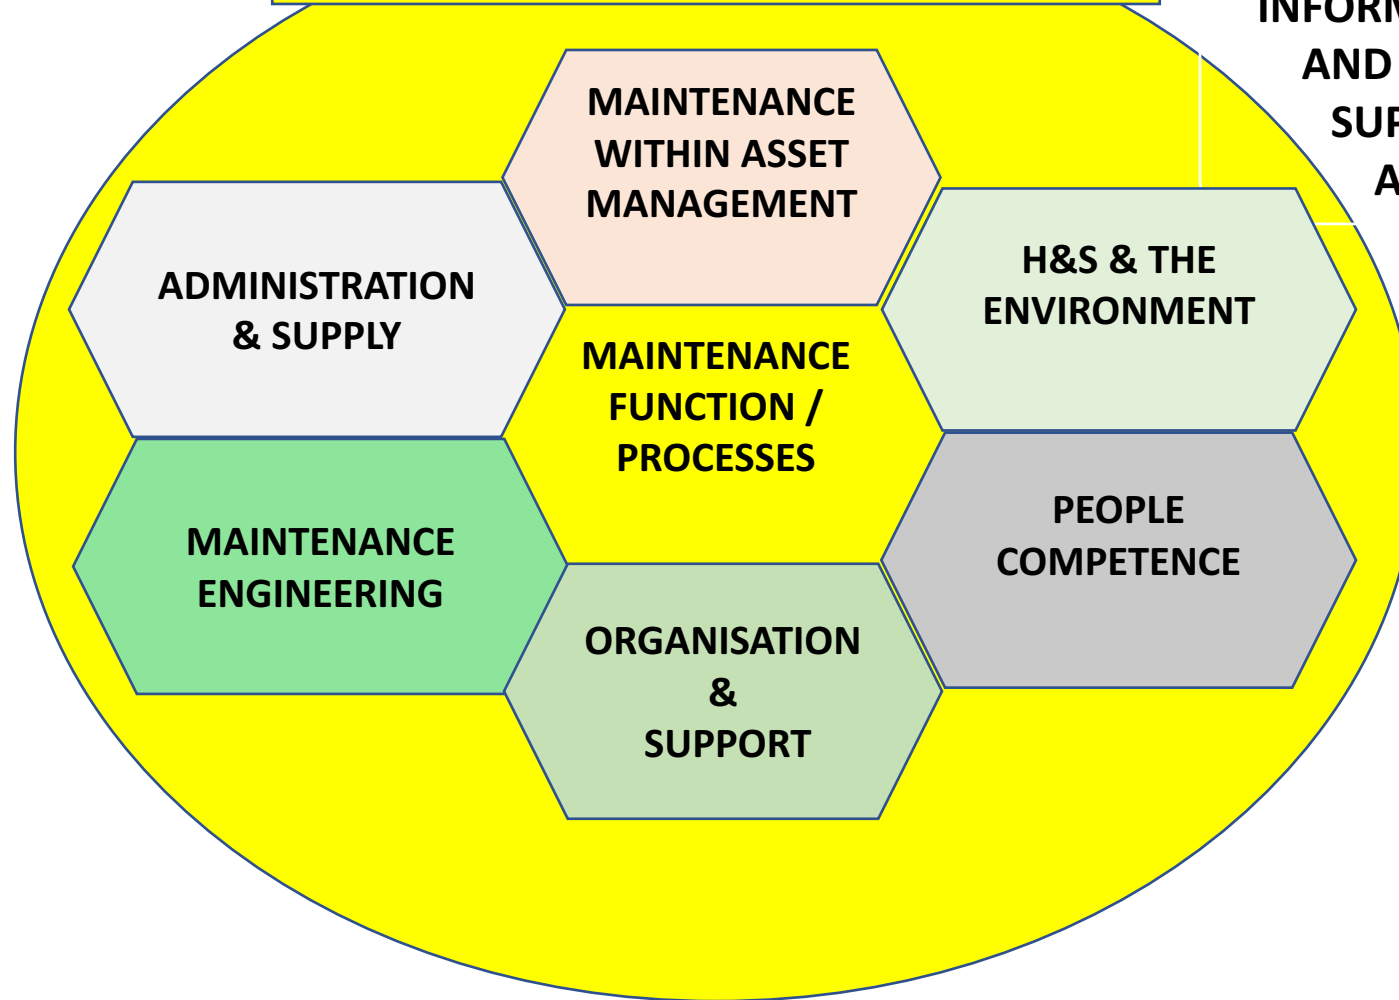 MAINTENANCE
WITHIN ASSET
MANAGEMENT
ADMINISTRATION
& SUPPLY
H&S & THE
ENVIRONMENT
MAINTENANCE
FUNCTION /
PROCESSES
MAINTENANCE
ENGINEERING
PEOPLE
COMPETENCE
ORGANISATION
&
SUPPORT
AND